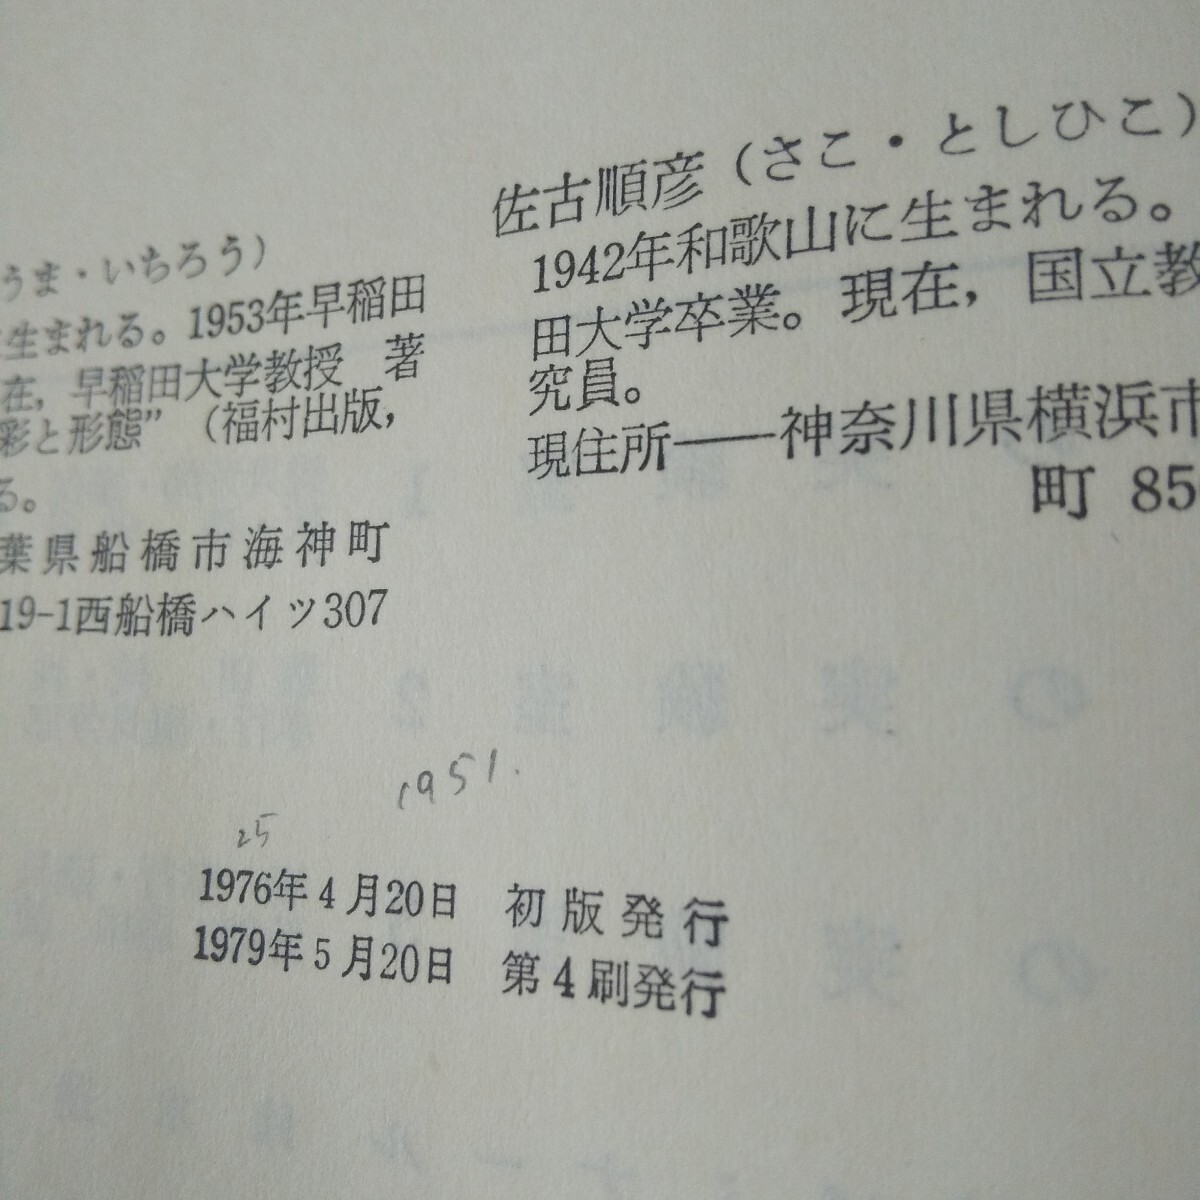 うま・いちろう)
生まれる。1953年早稲田
在，早稲田大学教授　著
彩と形態”（福村出版，
る。
葉県船橋市海神町
19-1西船橋ハイツ307
佐古順彦（さこ・としひこ）
1942年和歌山に生まれる。
田大学卒業。現在，国立教
究員。
現住所――神奈川県横浜市
町 85
1951.
25
1976年4月20日　初版発行
1979年5月20日　第4刷発行